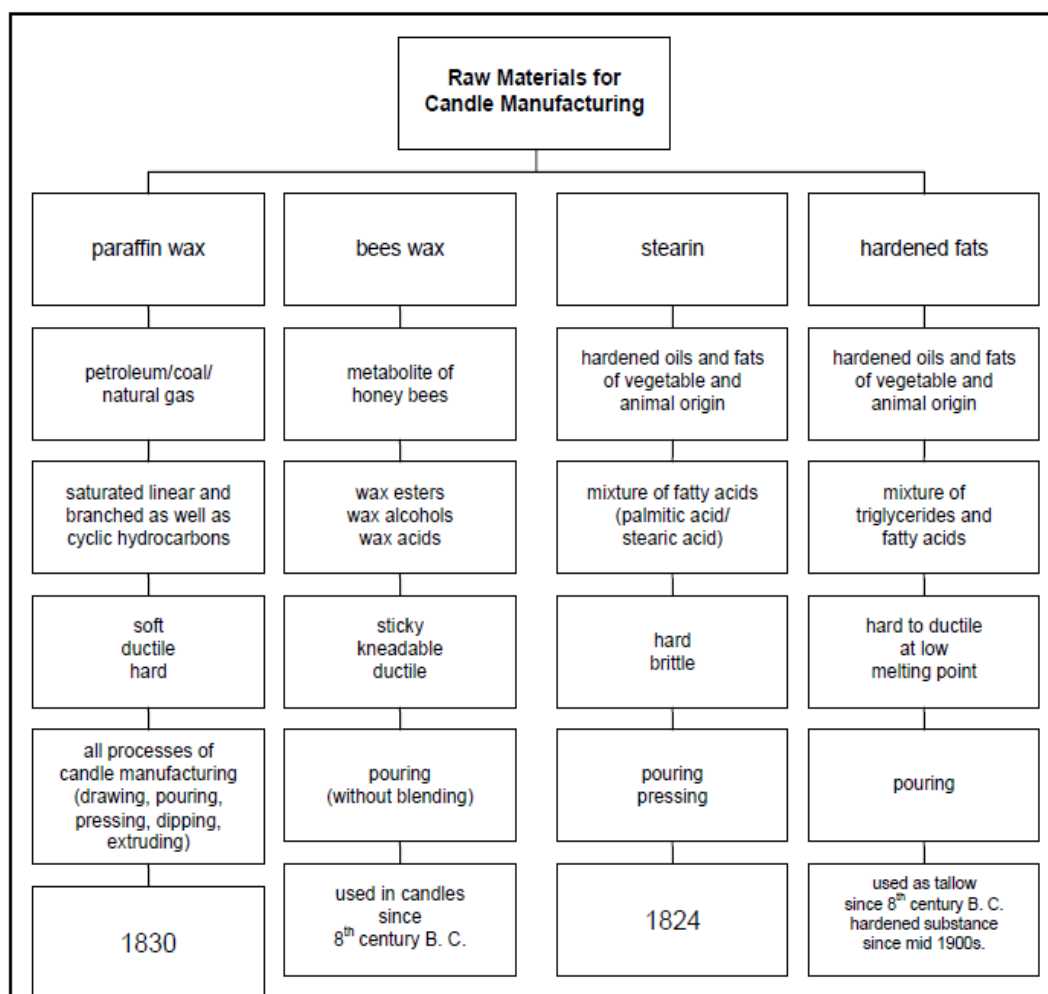 Raw Materials for
Candle Manufacturing
paraffin wax
bees wax
stearin
hardened fats
petroleum/coal/
natural gas
metabolite of
honey bees
hardened oils and fats
of vegetable and
animal origin
hardened oils and fats
of vegetable and
animal origin
saturated linear and
branched as well as
cyclic hydrocarbons
wax esters
wax alcohols
wax acids
mixture of fatty acids
(palmitic acid/
stearic acid)
mixture of
triglycerides and
fatty acids
soft
ductile
hard
sticky
kneadable
ductile
hard
brittle
hard to ductile
at low
melting point
all processes of
candle manufacturing
(drawing, pouring,
pressing, dipping,
extruding)
pouring
(without blending)
pouring
pressing
pouring
1830
used in candles
since
8th century B. C.
1824
used as tallow
since 8th century B. C.
hardened substance
since mid 1900s.